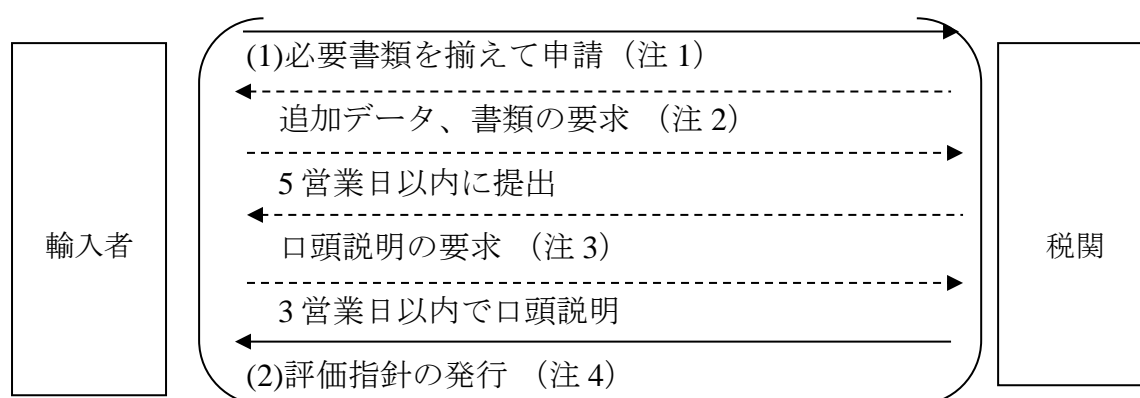 (1)必要書類を揃えて申請（注 1）
追加データ、書類の要求 （注 2）
5 営業日以内に提出
輸入者
口頭説明の要求 （注 3）
税関
3 営業日以内で口頭説明
(2)評価指針の発行 （注 4）